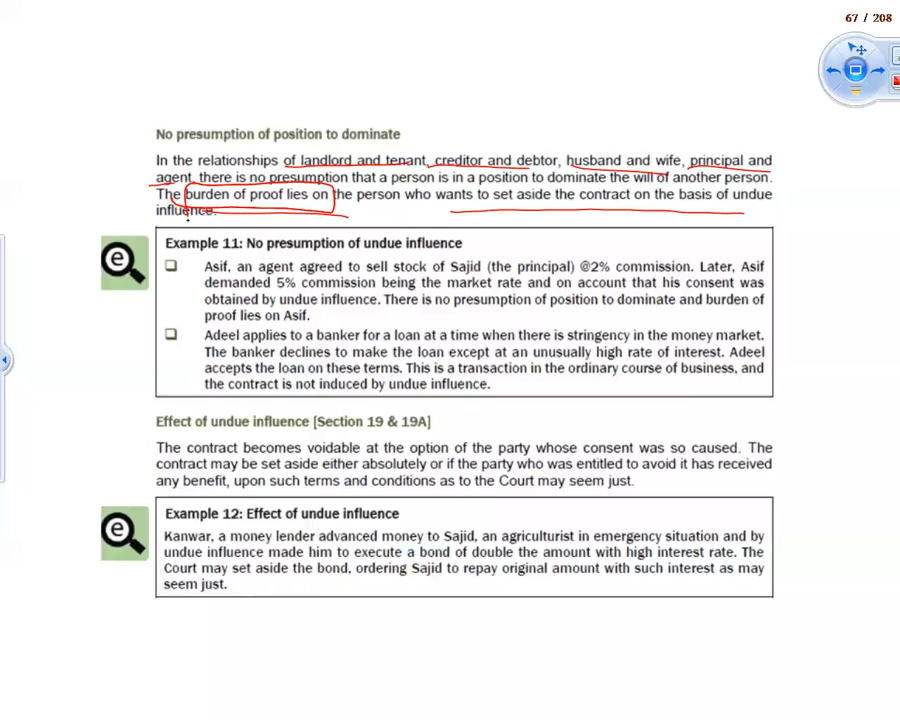 67 / 208
No presumption of position to dominate
In the relationships of landlord and tenant, creditor and debtor, husband and wife, principal and
agent, there is no presumption that a person is in a position to dominate the will of another person.
The burden of proof lies on the person who wants to set aside the contract on the basis of undue
influence.
Example 11: No presumption of undue influence
Asif, an agent agreed to sell stock of Sajid (the principal) @2% commission. Later, Asif
demanded 5% commission being the market rate and on account that his consent was
obtained by undue influence. There is no presumption of position to dominate and burden of
proof lies on Asif.
Adeel applies to a banker for a loan at a time when there is stringency in the money market.
The banker declines to make the loan except at an unusually high rate of interest. Adeel
accepts the loan on these terms. This is a transaction in the ordinary course of business, and
the contract is not induced by undue influence.
Effect of undue influence [Section 19 & 19A]
The contract becomes voidable at the option of the party whose consent was so caused. The
contract may be set aside either absolutely or if the party who was entitled to avoid it has received
any benefit, upon such terms and conditions as to the Court may seem just.
Example 12: Effect of undue influence
Kanwar, a money lender advanced money to Sajid, an agriculturist in emergency situation and by
undue influence made him to execute a bond of double the amount with high interest rate. The
Court may set aside the bond, ordering Sajid to repay original amount with such interest as may
seem just.